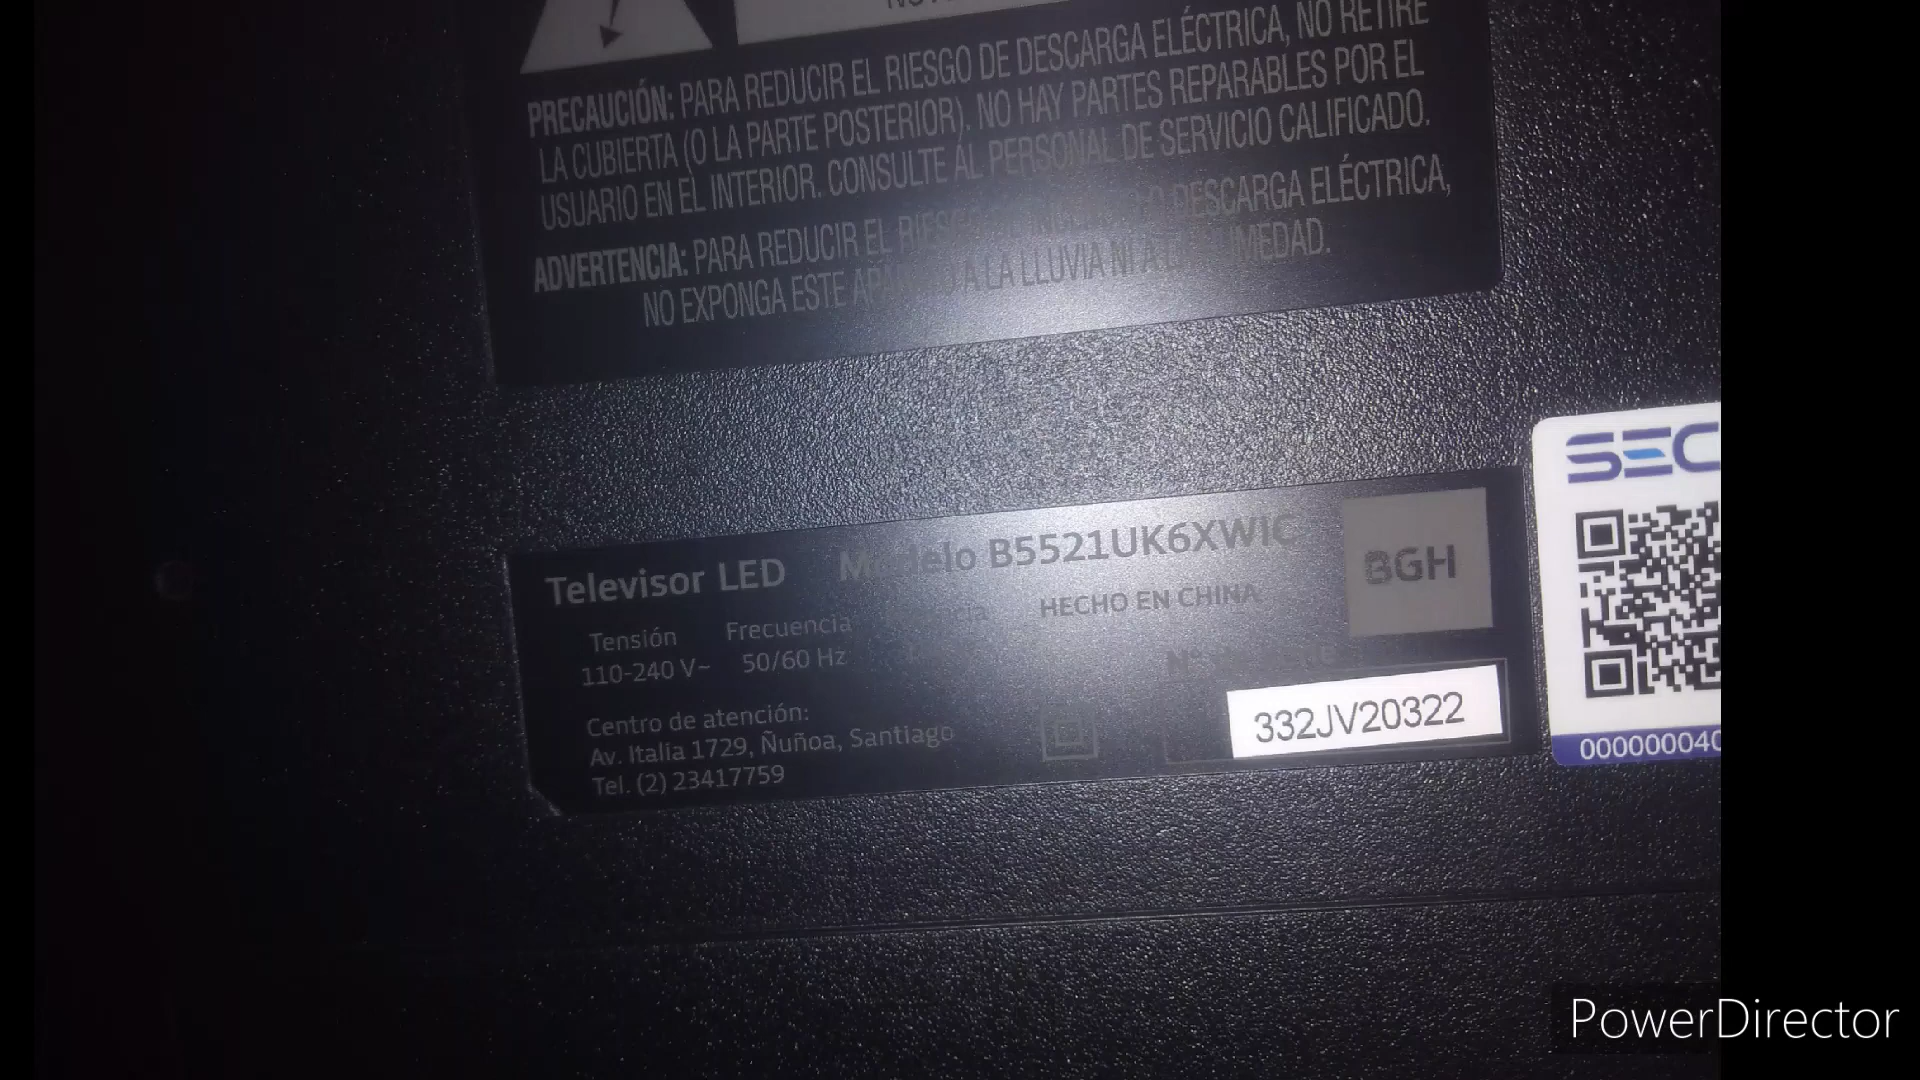 PRECAUCIÓN: PARA REDUCIR EL RIESGO DE DESCARGA ELÉCTRICA, NO RETIRE
LA CUBIERTA (O LA PARTE POSTERIOR). NO HAY PARTES REPARABLES POR EL
USUARIO EN EL INTERIOR. CONSULTE AL PERSONAL DE SERVICIO CALIFICADO.
ADVERTENCIA: PARA REDUCIR EL RIESGO DESCARGA ELÉCTRICA,
NO EXPONGA ESTE APARATO A LA LLUVIA NI A LA HUMEDAD.
Televisor LED Modelo B5521UK6XWIC
BGH
Tensión Frecuencia HECHO EN CHINA
110-240 V~ 50/60 Hz
Centro de atención:
Av. Italia 1729, Ñuñoa, Santiago
Tel. (2) 23417759
332JV20322
SEC
000000040
PowerDirector